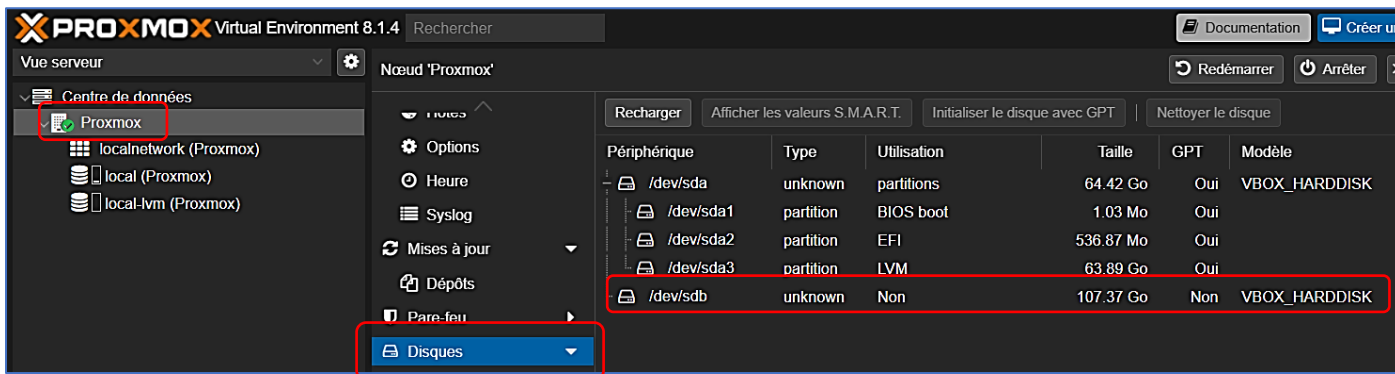 PROXMOX Virtual Environment 8.1.4 Rechercher Documentation Créer u
Vue serveur
Nœud 'Proxmox' Redémarrer Arrêter
Centre de données
Proxmox
localnetwork (Proxmox)
local (Proxmox)
local-lvm (Proxmox)
Notes
Options
Heure
Syslog
Mises à jour
Dépôts
Pare-feu
Disques
Recharger Afficher les valeurs S.M.A.R.T. Initialiser le disque avec GPT Nettoyer le disque
Périphérique Type Utilisation Taille GPT Modèle
/dev/sda unknown partitions 64.42 Go Oui VBOX_HARDDISK
/dev/sda1 partition BIOS boot 1.03 Mo Oui
/dev/sda2 partition EFI 536.87 Mo Oui
/dev/sda3 partition LVM 63.89 Go Oui
/dev/sdb unknown Non 107.37 Go Non VBOX_HARDDISK